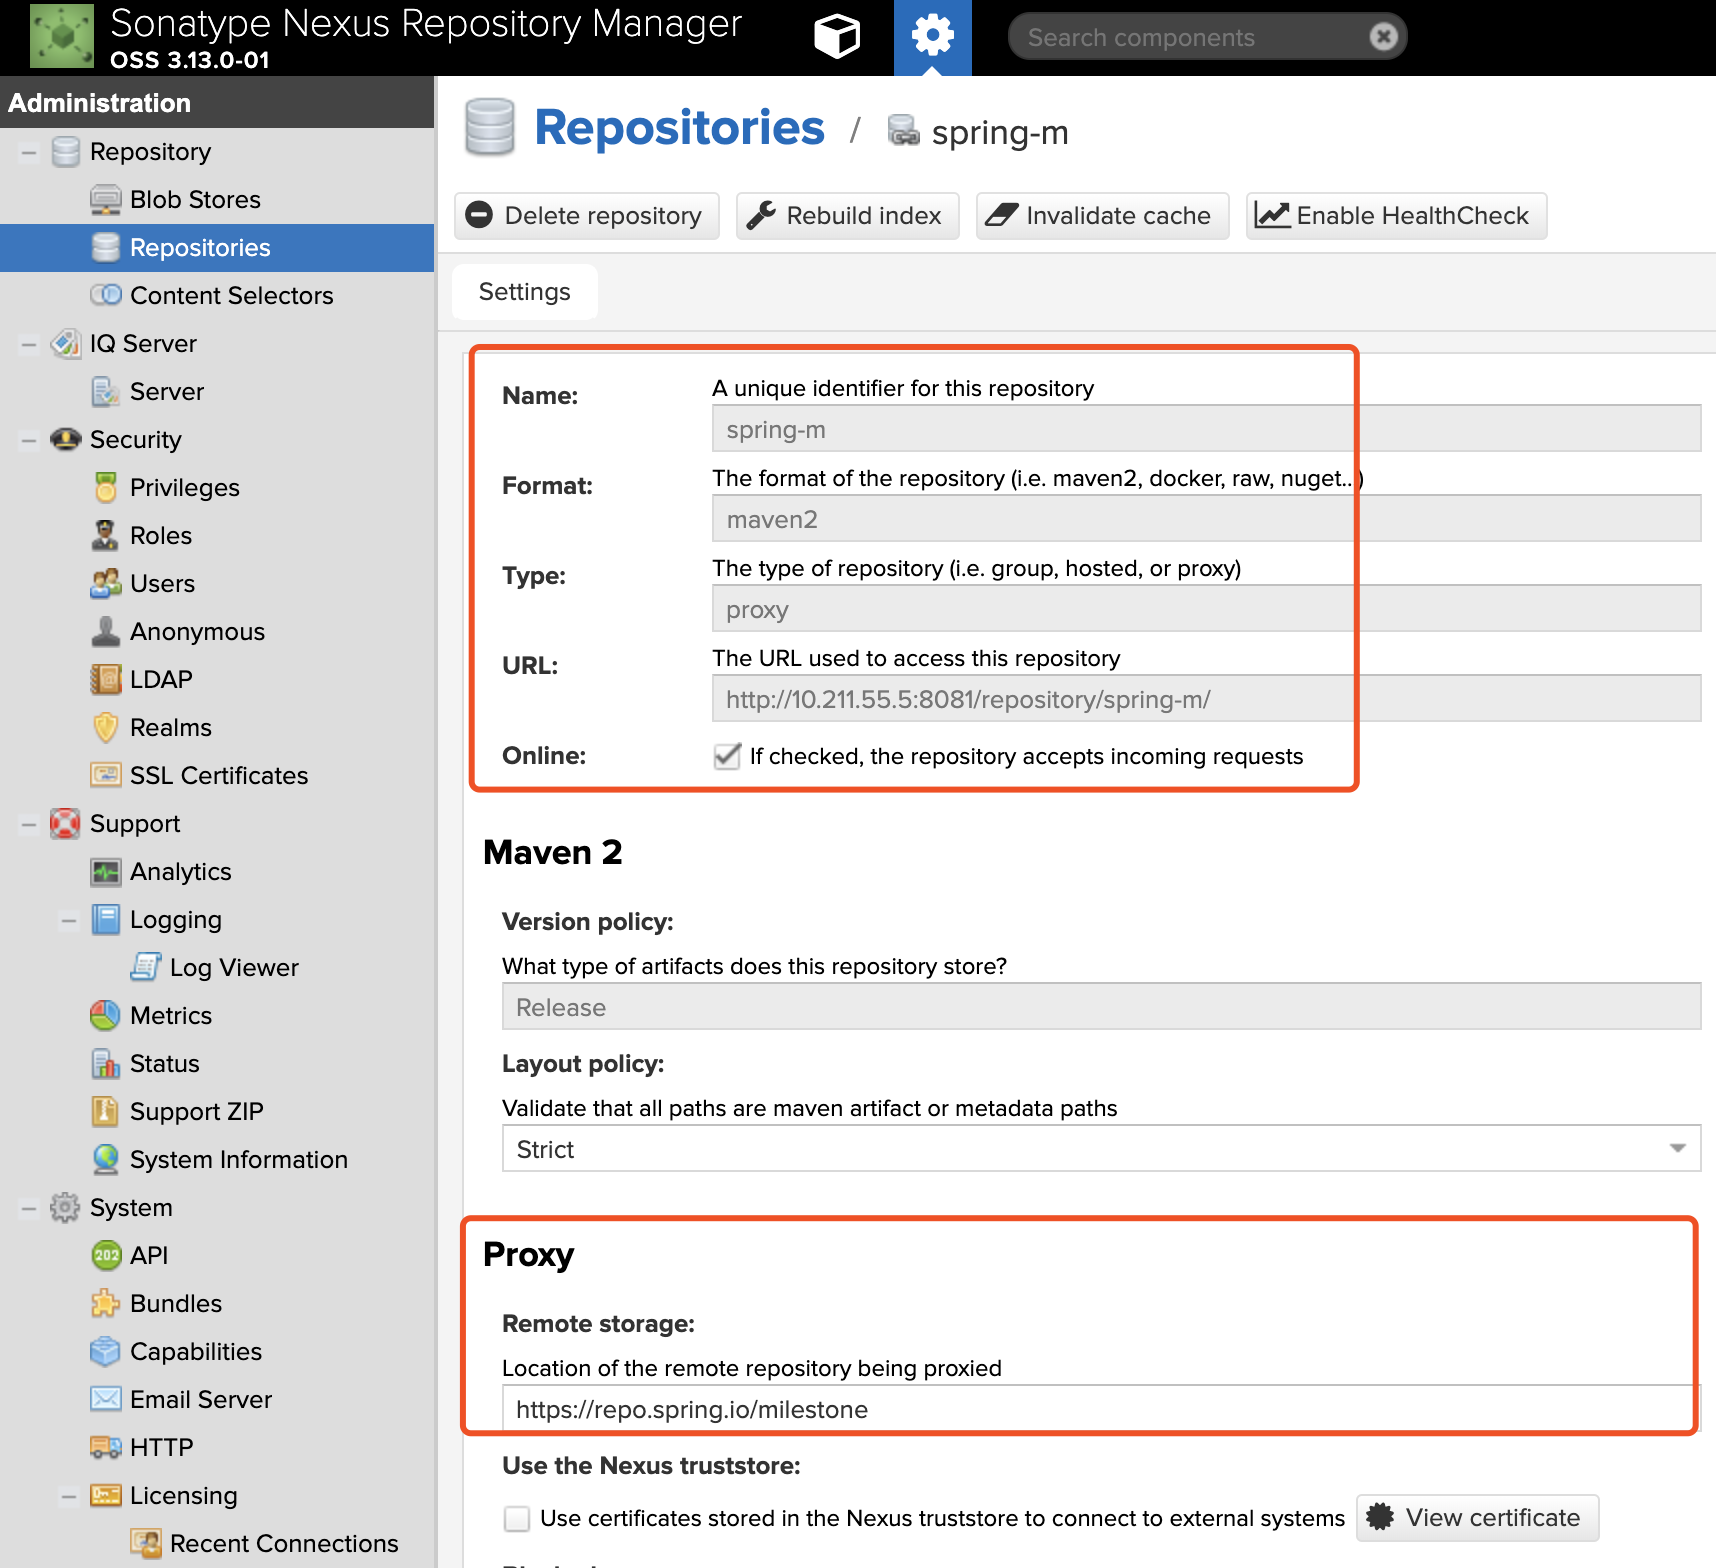 Sonatype Nexus Repository Manager
OSS 3.13.0-01
Search components
Administration
Repository
Blob Stores
Repositories
Content Selectors
IQ Server
Server
Security
Privileges
Roles
Users
Anonymous
LDAP
Realms
SSL Certificates
Support
Analytics
Logging
Log Viewer
Metrics
Status
Support ZIP
System Information
System
202
API
Bundles
Capabilities
Email Server
HTTP
Licensing
Recent Connections
Repositories / spring-m
Delete repository
Rebuild index
Invalidate cache
Enable HealthCheck
Settings
Name:
A unique identifier for this repository
spring-m
Format:
The format of the repository (i.e. maven2, docker, raw, nuget...)
maven2
Type:
The type of repository (i.e. group, hosted, or proxy)
proxy
URL:
The URL used to access this repository
http://10.211.55.5:8081/repository/spring-m/
Online:
If checked, the repository accepts incoming requests
Maven 2
Version policy:
What type of artifacts does this repository store?
Release
Layout policy:
Validate that all paths are maven artifact or metadata paths
Strict
Proxy
Remote storage:
Location of the remote repository being proxied
https://repo.spring.io/milestone
Use the Nexus truststore:
Use certificates stored in the Nexus truststore to connect to external systems
View certificate